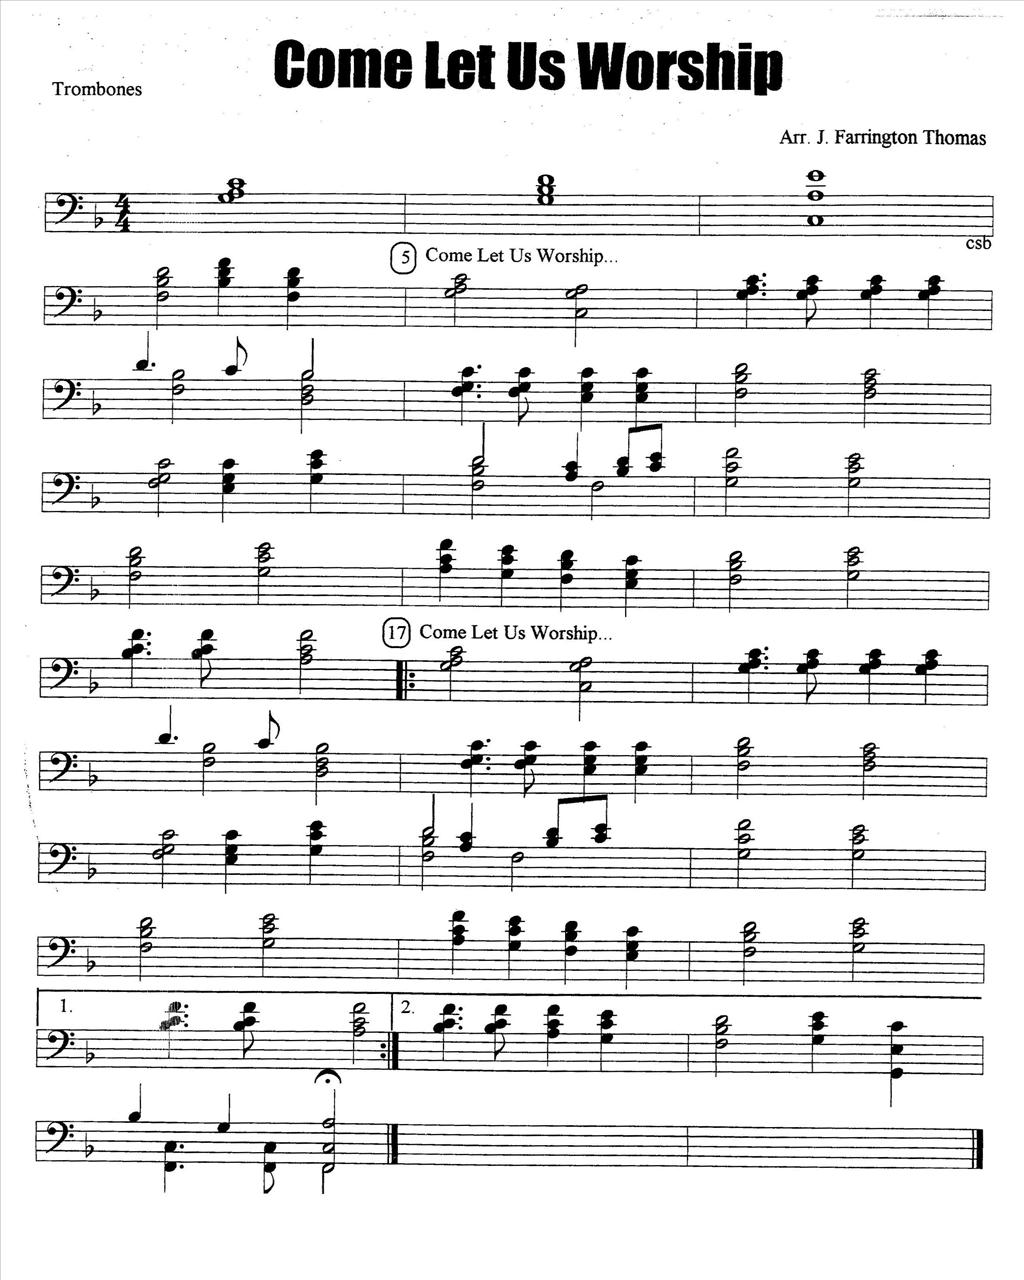 Come Let Us Worship
Trombones
Arr. J. Farrington Thomas
4
4
csb
5 Come Let Us Worship...
17 Come Let Us Worship...
1.
2.